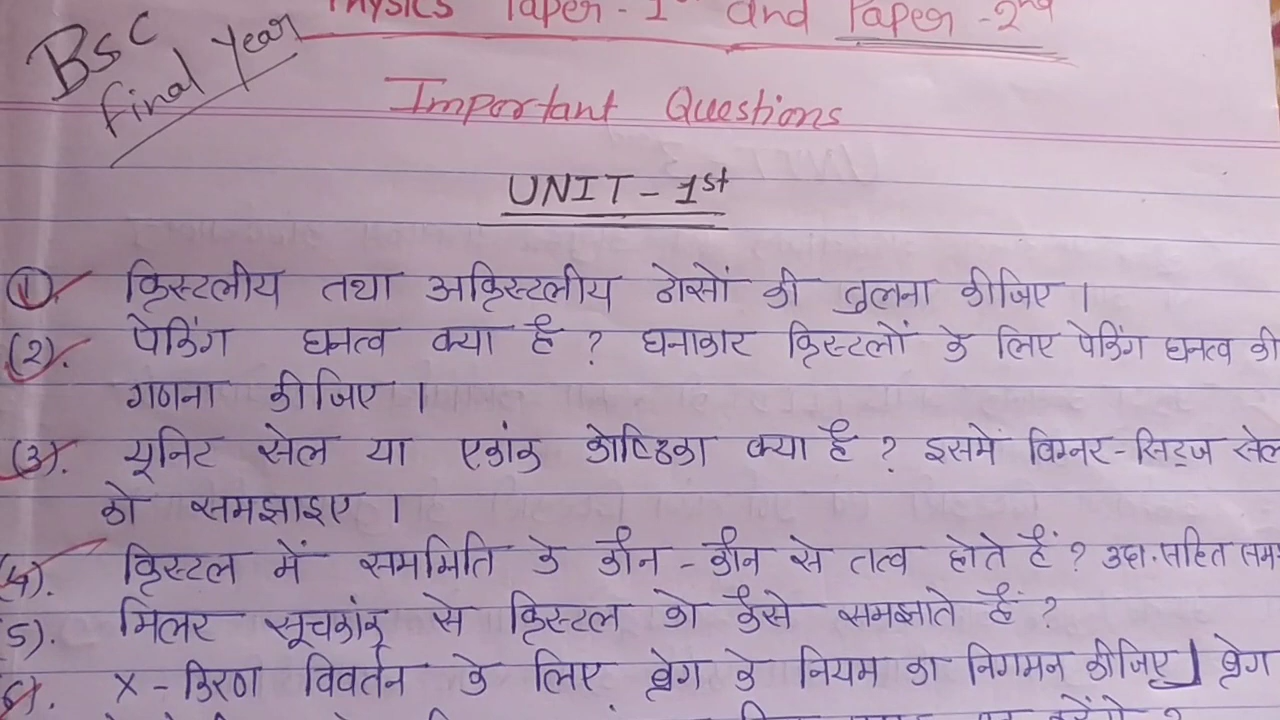 Physics Paper - 1st and Paper - 2nd
BSC
final year
Important Questions
UNIT - 1st
(1) क्रिस्टलीय तथा अक्रिस्टलीय ठोसों की तुलना कीजिए ।
(2). पेकिंग घनत्व क्या है ? घनाकार क्रिस्टलों के लिए पेकिंग घनत्व की
गणना कीजिए ।
(3). यूनिट सेल या एकांक कोष्ठिका क्या है ? इसमें विग्नर - सिट्ज सेल
को समझाइए ।
(4). क्रिस्टल में सममिति के कौन - कौन से तत्व होते हैं ? उदा. सहित सम
5). मिलर सूचकांक से क्रिस्टल को कैसे समझाते हैं ?
6). X - किरण विवर्तन के लिए ब्रेग के नियम का निगमन कीजिए । ब्रेग